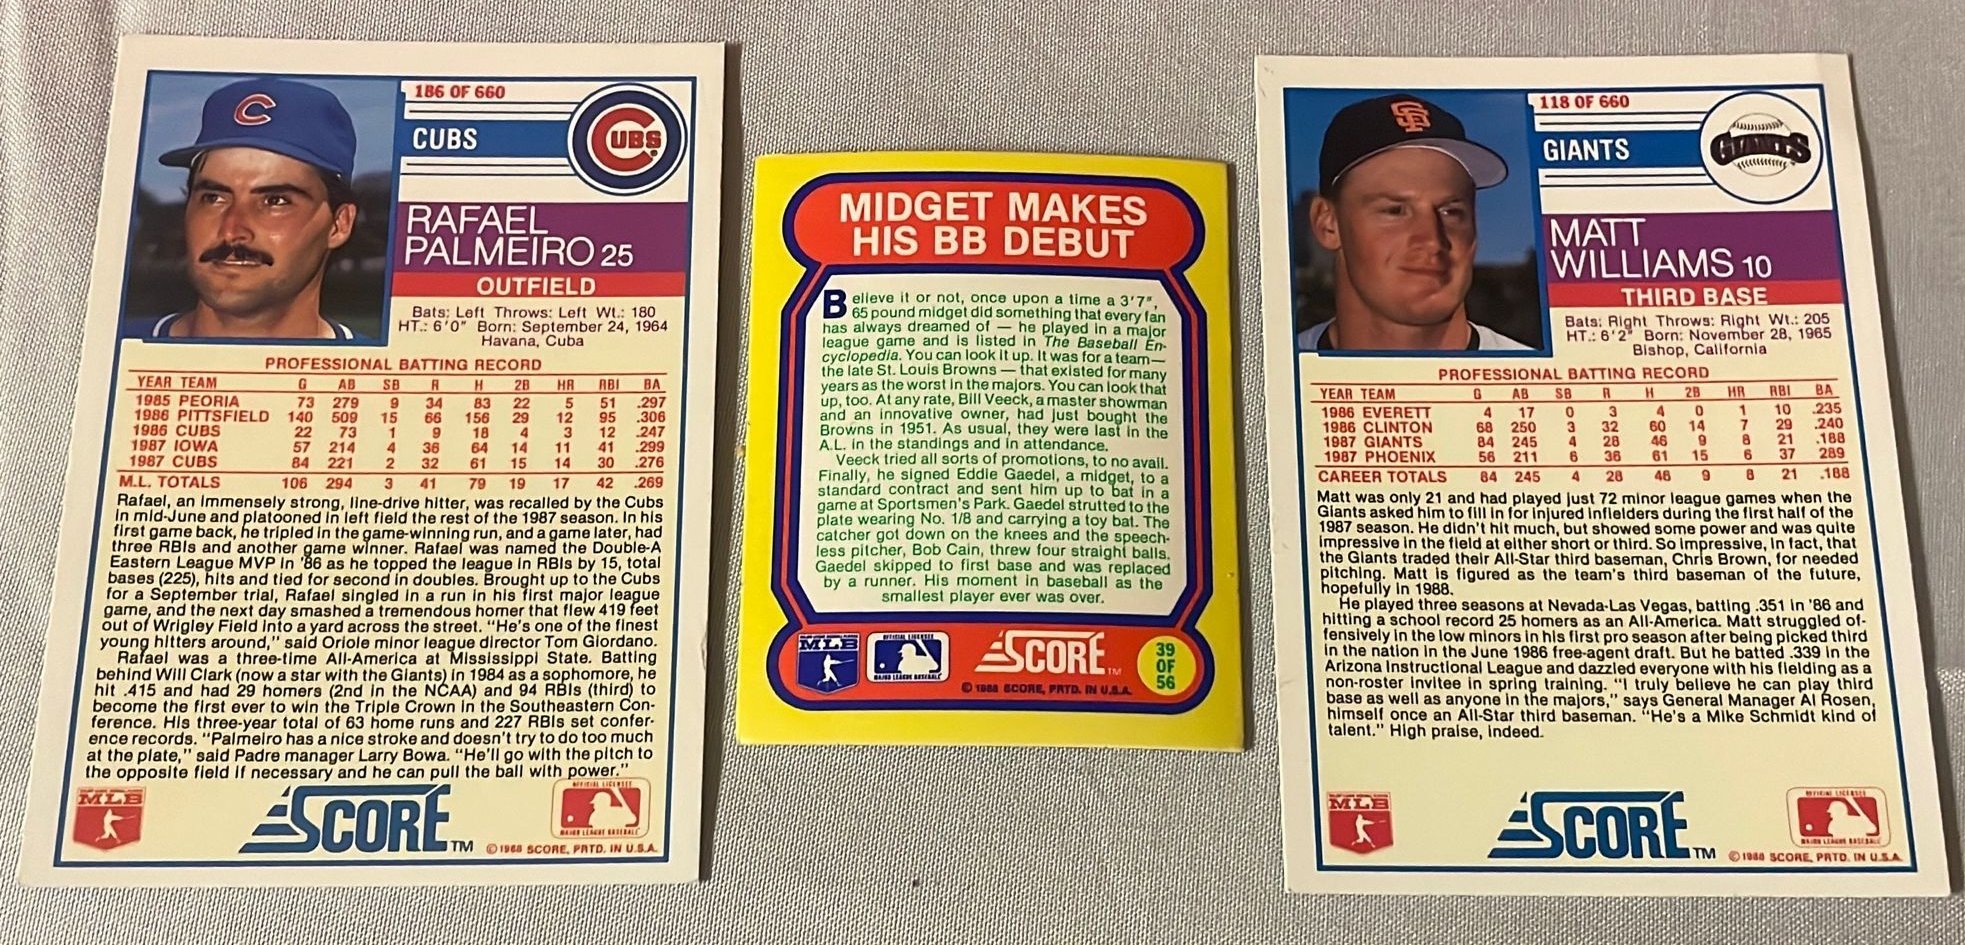 186 OF 660
CUBS
CUBS
RAFAEL
PALMEIRO 25
OUTFIELD
Bats: Left Throws: Left Wt.: 180
HT.: 6'0" Born: September 24, 1964
Havana, Cuba
PROFESSIONAL BATTING RECORD
YEAR TEAM G AB SB R H 2B HR RBI BA
1985 PEORIA 73 279 9 34 83 22 5 51 .297
1986 PITTSFIELD 140 509 15 66 156 29 12 95 .306
1986 CUBS 22 73 1 9 18 4 3 12 .247
1987 IOWA 57 214 4 36 64 14 11 41 .299
1987 CUBS 84 221 2 32 61 15 14 30 .276
M.L. TOTALS 106 294 3 41 79 19 17 42 .269
Rafael, an immensely strong, line-drive hitter, was recalled by the Cubs
in mid-June and platooned in left field the rest of the 1987 season. In his
first game back, he tripled in the game-winning run, and a game later, had
three RBIs and another game winner. Rafael was named the Double-A
Eastern League MVP in '86 as he topped the league in RBIs by 15, total
bases (225), hits and tied for second in doubles. Brought up to the Cubs
for a September trial, Rafael singled in a run in his first major league
game, and the next day smashed a tremendous homer that flew 419 feet
out of Wrigley Field into a yard across the street. "He's one of the finest
young hitters around," said Oriole minor league director Tom Giordano.
Rafael was a three-time All-America at Mississippi State. Batting
behind Will Clark (now a star with the Giants) in 1984 as a sophomore, he
hit .415 and had 29 homers (2nd in the NCAA) and 94 RBIs (third) to
become the first ever to win the Triple Crown in the Southeastern Con-
ference. His three-year total of 63 home runs and 227 RBIs set confer-
ence records. "Palmeiro has a nice stroke and doesn't try to do too much
at the plate," said Padre manager Larry Bowa. "He'll go with the pitch to
the opposite field if necessary and he can pull the ball with power."
MLB
SCORE™
OFFICIAL LICENSEE
MAJOR LEAGUE BASEBALL
©1988 SCORE, PRTD. IN U.S.A.
MIDGET MAKES
HIS BB DEBUT
Believe it or not, once upon a time a 3'7",
65 pound midget did something that every fan
has always dreamed of — he played in a major
league game and is listed in The Baseball En-
cyclopedia. You can look it up. It was for a team—
the late St. Louis Browns — that existed for many
years as the worst in the majors. You can look that
up, too. At any rate, Bill Veeck, a master showman
and an innovative owner, had just bought the
Browns in 1951. As usual, they were last in the
A.L. in the standings and in attendance.
Veeck tried all sorts of promotions, to no avail.
Finally, he signed Eddie Gaedel, a midget, to a
standard contract and sent him up to bat in a
game at Sportsmen's Park. Gaedel strutted to the
plate wearing No. 1/8 and carrying a toy bat. The
catcher got down on the knees and the speech-
less pitcher, Bob Cain, threw four straight balls.
Gaedel skipped to first base and was replaced
by a runner. His moment in baseball as the
smallest player ever was over.
MLB
OFFICIAL LICENSEE
MAJOR LEAGUE BASEBALL
SCORE™
© 1988 SCORE, PRTD. IN U.S.A.
39
OF
56
118 OF 660
GIANTS
GIANTS
MATT
WILLIAMS 10
THIRD BASE
Bats: Right Throws: Right Wt.: 205
HT.: 6'2" Born: November 28, 1965
Bishop, California
PROFESSIONAL BATTING RECORD
YEAR TEAM G AB SB R H 2B HR RBI BA
1986 EVERETT 4 17 0 3 4 0 1 10 .235
1986 CLINTON 68 250 3 32 60 14 7 29 .240
1987 GIANTS 84 245 4 28 46 9 8 21 .188
1987 PHOENIX 56 211 6 36 61 15 6 37 289
CAREER TOTALS 84 245 4 28 46 9 8 21 .188
Matt was only 21 and had played just 72 minor league games when the
Giants asked him to fill in for injured infielders during the first half of the
1987 season. He didn't hit much, but showed some power and was quite
impressive in the field at either short or third. So impressive, in fact, that
the Giants traded their All-Star third baseman, Chris Brown, for needed
pitching. Matt is figured as the team's third baseman of the future,
hopefully in 1988.
He played three seasons at Nevada-Las Vegas, batting .351 in '86 and
hitting a school record 25 homers as an All-America. Matt struggled of-
fensively in the low minors in his first pro season after being picked third
in the nation in the June 1986 free-agent draft. But he batted .339 in the
Arizona Instructional League and dazzled everyone with his fielding as a
non-roster invitee in spring training. "I truly believe he can play third
base as well as anyone in the majors," says General Manager Al Rosen,
himself once an All-Star third baseman. "He's a Mike Schmidt kind of
talent." High praise, indeed.
MLB
SCORE™
OFFICIAL LICENSEE
MAJOR LEAGUE BASEBALL
©1988 SCORE, PRTD. IN U.S.A.